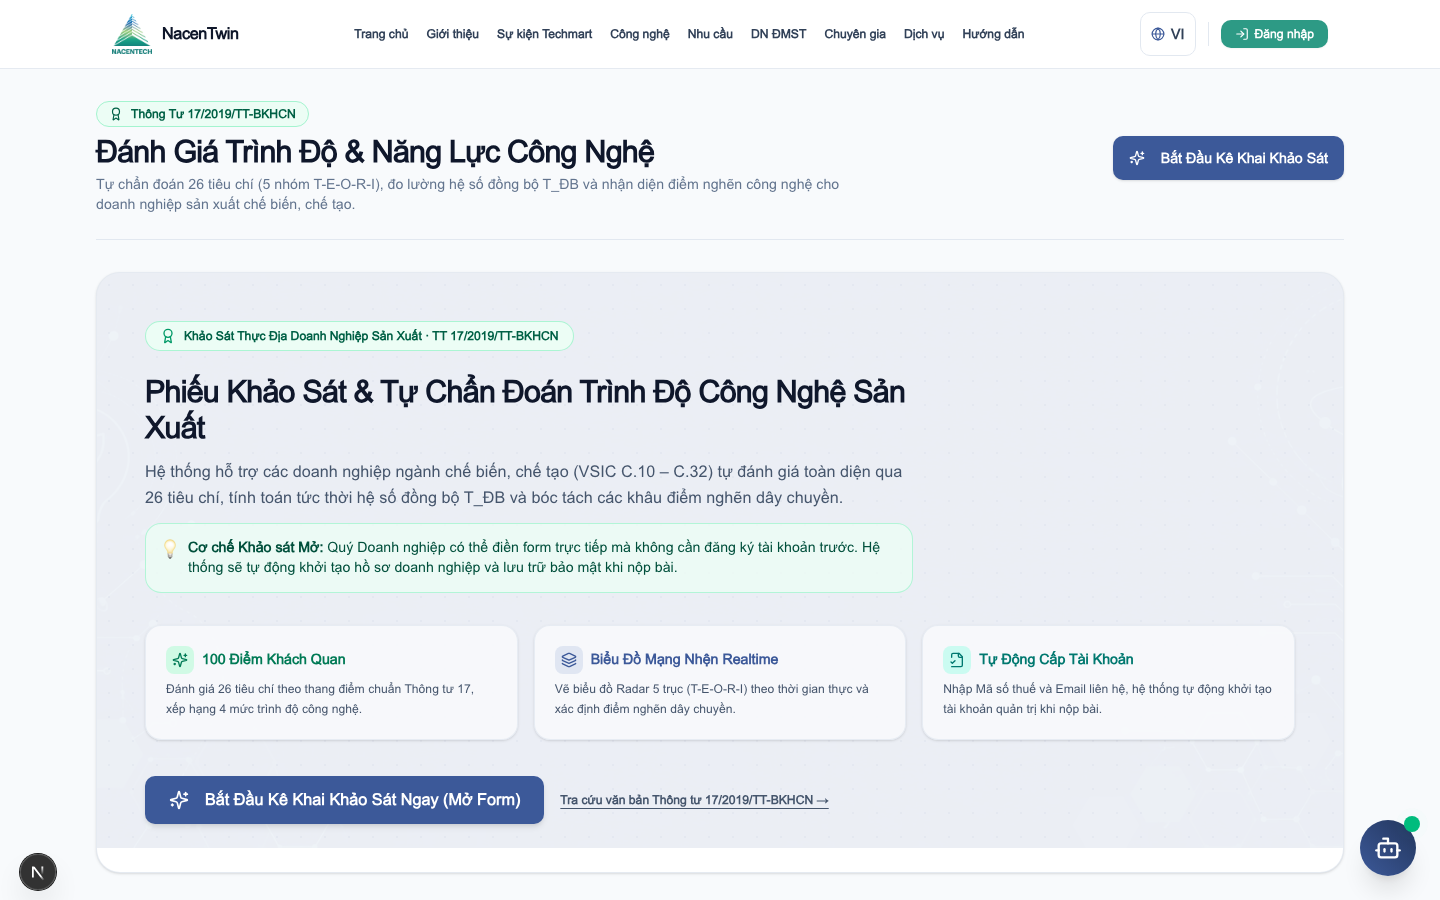 NACENTECH
NacenTwin
Trang chủ
Giới thiệu
Sự kiện Techmart
Công nghệ
Nhu cầu
DN ĐMST
Chuyên gia
Dịch vụ
Hướng dẫn
VI
Đăng nhập
Thông Tư 17/2019/TT-BKHCN
Đánh Giá Trình Độ & Năng Lực Công Nghệ
Tự chẩn đoán 26 tiêu chí (5 nhóm T-E-O-R-I), đo lường hệ số đồng bộ T_ĐB và nhận diện điểm nghẽn công nghệ cho
doanh nghiệp sản xuất chế biến, chế tạo.
Bắt Đầu Kê Khai Khảo Sát
Khảo Sát Thực Địa Doanh Nghiệp Sản Xuất · TT 17/2019/TT-BKHCN
Phiếu Khảo Sát & Tự Chẩn Đoán Trình Độ Công Nghệ Sản
Xuất
Hệ thống hỗ trợ các doanh nghiệp ngành chế biến, chế tạo (VSIC C.10 – C.32) tự đánh giá toàn diện qua
26 tiêu chí, tính toán tức thời hệ số đồng bộ T_ĐB và bóc tách các khâu điểm nghẽn dây chuyền.
Cơ chế Khảo sát Mở: Quý Doanh nghiệp có thể điền form trực tiếp mà không cần đăng ký tài khoản trước. Hệ
thống sẽ tự động khởi tạo hồ sơ doanh nghiệp và lưu trữ bảo mật khi nộp bài.
100 Điểm Khách Quan
Đánh giá 26 tiêu chí theo thang điểm chuẩn Thông tư 17,
xếp hạng 4 mức trình độ công nghệ.
Biểu Đồ Mạng Nhện Realtime
Vẽ biểu đồ Radar 5 trục (T-E-O-R-I) theo thời gian thực và
xác định điểm nghẽn dây chuyền.
Tự Động Cấp Tài Khoản
Nhập Mã số thuế và Email liên hệ, hệ thống tự động khởi tạo
tài khoản quản trị khi nộp bài.
Bắt Đầu Kê Khai Khảo Sát Ngay (Mở Form)
Tra cứu văn bản Thông tư 17/2019/TT-BKHCN →
N